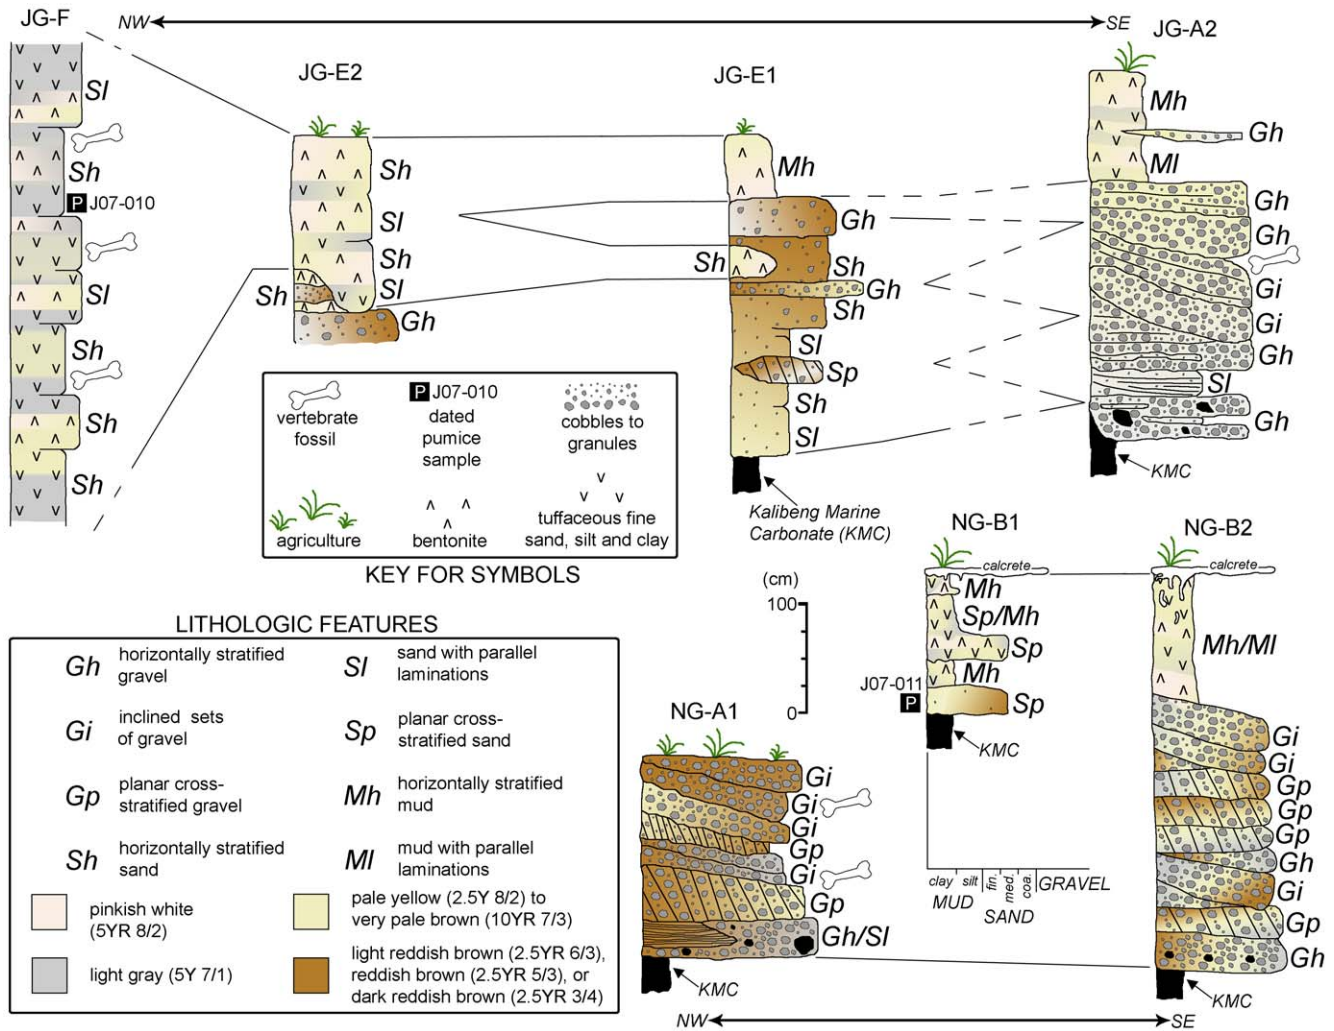 JG-F
NW
SE
JG-A2
JG-E2
JG-E1
Sl
Sh
P J07-010
Sl
Sh
Sh
Sh
Sh
Sl
Sh
Sl
Sh
Gh
Mh
Gh
Sh
Sh
Gh
Sh
Sl
Sp
Sh
Sl
Mh
Gh
Ml
Gh
Gh
Gi
Gi
Gh
Sl
Gh
KMC
Kalibeng Marine
Carbonate (KMC)
vertebrate
fossil
P J07-010
dated
pumice
sample
cobbles to
granules
agriculture
bentonite
tuffaceous fine
sand, silt and clay
KEY FOR SYMBOLS
LITHOLOGIC FEATURES
Gh horizontally stratified
gravel
Sl sand with parallel
laminations
Gi inclined sets
of gravel
Sp planar cross-
stratified sand
Gp planar cross-
stratified gravel
Mh horizontally stratified
mud
Sh horizontally stratified
sand
Ml mud with parallel
laminations
pinkish white
(5YR 8/2)
pale yellow (2.5Y 8/2) to
very pale brown (10YR 7/3)
light gray (5Y 7/1)
light reddish brown (2.5YR 6/3),
reddish brown (2.5YR 5/3), or
dark reddish brown (2.5YR 3/4)
(cm)
100
0
NG-A1
Gi
Gi
Gi
Gp
Gi
Gp
Gh/Sl
KMC
NG-B1
calcrete
Mh
Sp/Mh
Sp
Mh
J07-011
P
Sp
KMC
clay silt fin. med. coa. GRAVEL
MUD SAND
NG-B2
calcrete
Mh/Ml
Gi
Gi
Gp
Gp
Gp
Gh
Gi
Gp
Gh
KMC
NW
SE